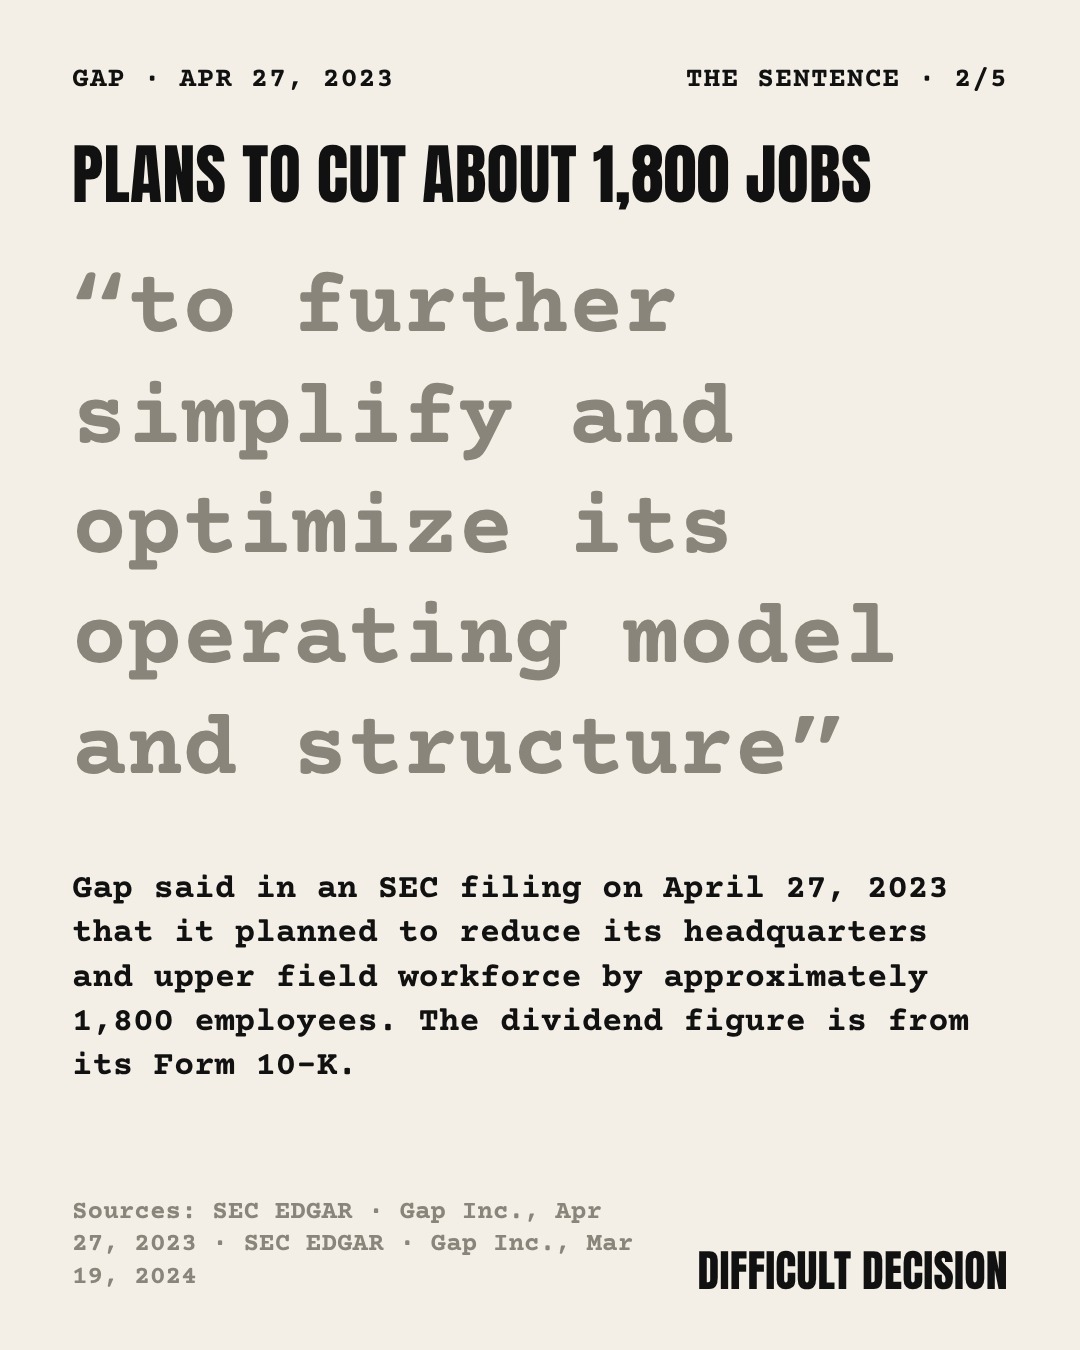 GAP · APR 27, 2023
THE SENTENCE · 2/5
PLANS TO CUT ABOUT 1,800 JOBS
“to further
simplify and
optimize its
operating model
and structure”
Gap said in an SEC filing on April 27, 2023
that it planned to reduce its headquarters
and upper field workforce by approximately
1,800 employees. The dividend figure is from
its Form 10-K.
Sources: SEC EDGAR · Gap Inc., Apr
27, 2023 · SEC EDGAR · Gap Inc., Mar
19, 2024
DIFFICULT DECISION